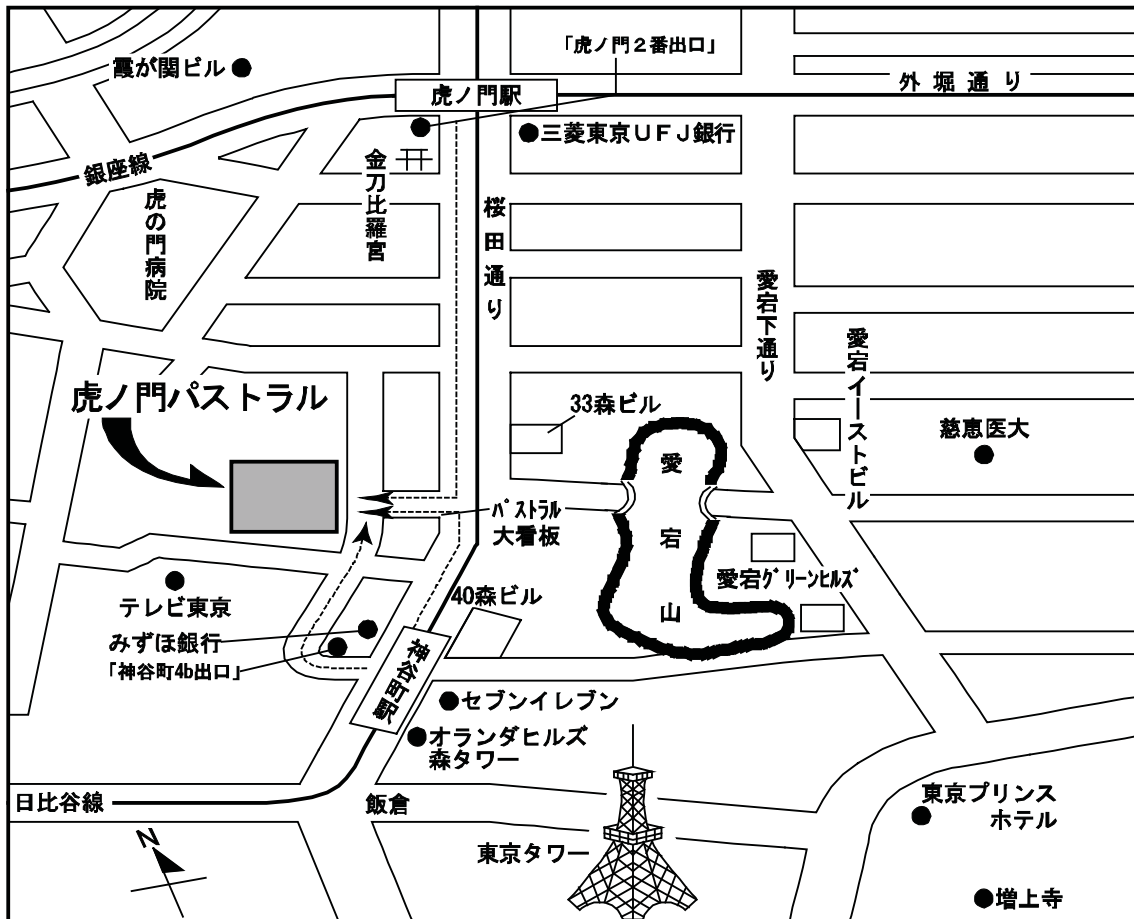 「虎ノ門２番出口」
霞が関ビル
外堀通り
虎ノ門駅
三菱東京ＵＦＪ銀行
銀座線
金刀比羅宮
虎の門病院
桜田通り
愛宕下通り
愛宕イーストビル
虎ノ門パストラル
33森ビル
慈恵医大
愛宕山
パストラル
大看板
愛宕グリーンヒルズ
テレビ東京
40森ビル
みずほ銀行
「神谷町4b出口」
神谷町駅
セブンイレブン
オランダヒルズ
森タワー
日比谷線
飯倉
東京プリンス
ホテル
N
東京タワー
増上寺